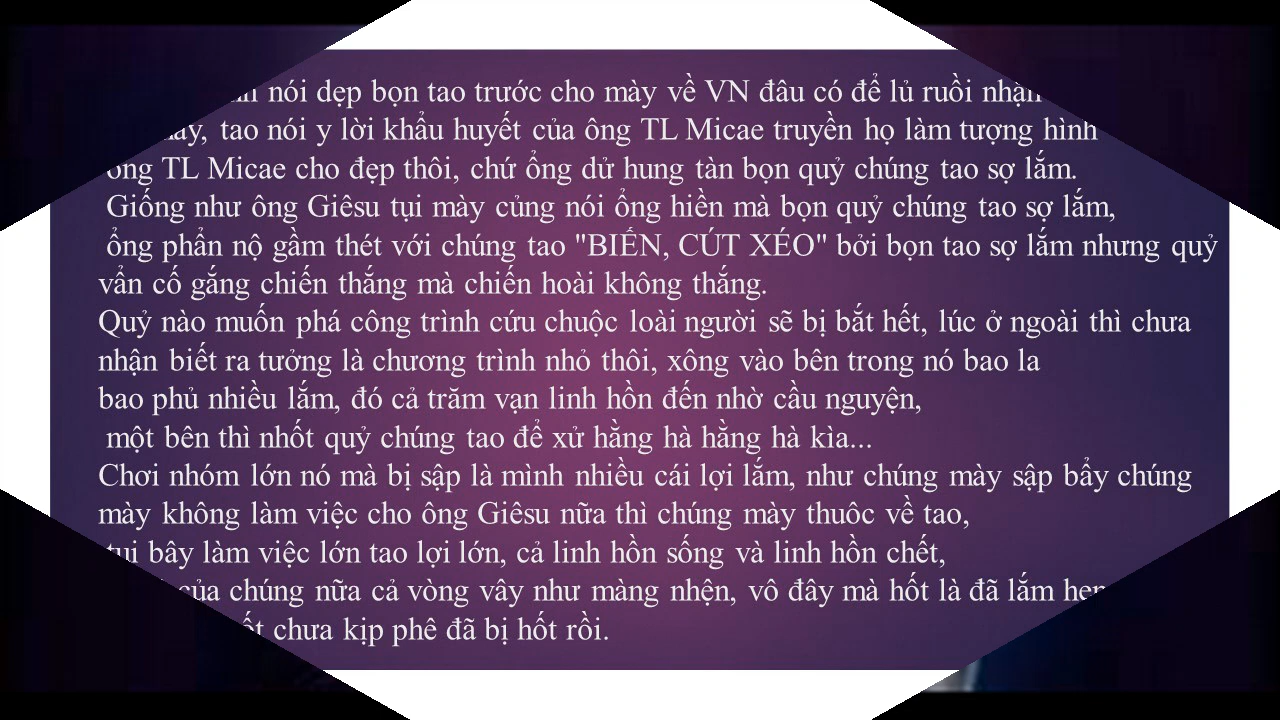 nói dẹp bọn tao trước cho mày về VN đâu có để lủ ruồi nhặn
tao nói y lời khẩu huyết của ông TL Micae truyền họ làm tượng hình
ông TL Micae cho đẹp thôi, chứ ổng dử hung tàn bọn quỷ chúng tao sợ lắm.
Giống như ông Giêsu tụi mày củng nói ổng hiền mà bọn quỷ chúng tao sợ lắm,
ổng phẩn nộ gầm thét với chúng tao "BIẾN, CÚT XÉO" bởi bọn tao sợ lắm nhưng quỷ
vẩn cố gắng chiến thắng mà chiến hoài không thắng.
Quỷ nào muốn phá công trình cứu chuộc loài người sẽ bị bắt hết, lúc ở ngoài thì chưa
nhận biết ra tưởng là chương trình nhỏ thôi, xông vào bên trong nó bao la
bao phủ nhiều lắm, đó cả trăm vạn linh hồn đến nhờ cầu nguyện,
một bên thì nhốt quỷ chúng tao để xử hằng hà hằng hà kìa...
Chơi nhóm lớn nó mà bị sập là mình nhiều cái lợi lắm, như chúng mày sập bẩy chúng
mày không làm việc cho ông Giêsu nữa thì chúng mày thuôc về tao,
tụi bây làm việc lớn tao lợi lớn, cả linh hồn sống và linh hồn chết,
của chúng nữa cả vòng vây như màng nhện, vô đây mà hốt là đã lắm
chưa kịp phê đã bị hốt rồi.